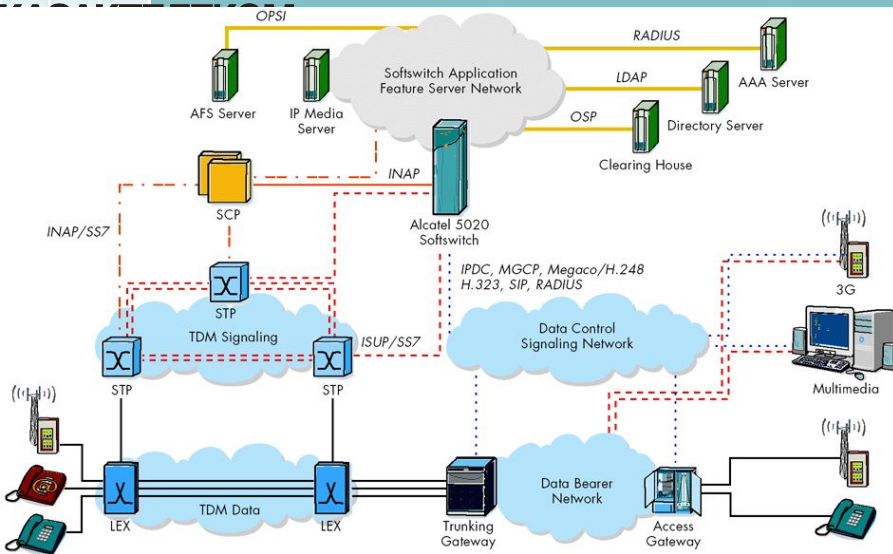 OPSI
RADIUS
Softswitch Application
Feature Server Network
LDAP
AAA Server
AFS Server
IP Media
Server
OSP
Directory Server
Clearing House
INAP
SCP
Alcatel 5020
Softswitch
INAP/SS7
IPDC, MGCP, Megaco/H.248
H.323, SIP, RADIUS
3G
STP
TDM Signaling
ISUP/SS7
Data Control
Signaling Network
STP
STP
Multimedia
TDM Data
Data Bearer
Network
LEX
LEX
Trunking
Gateway
Access
Gateway